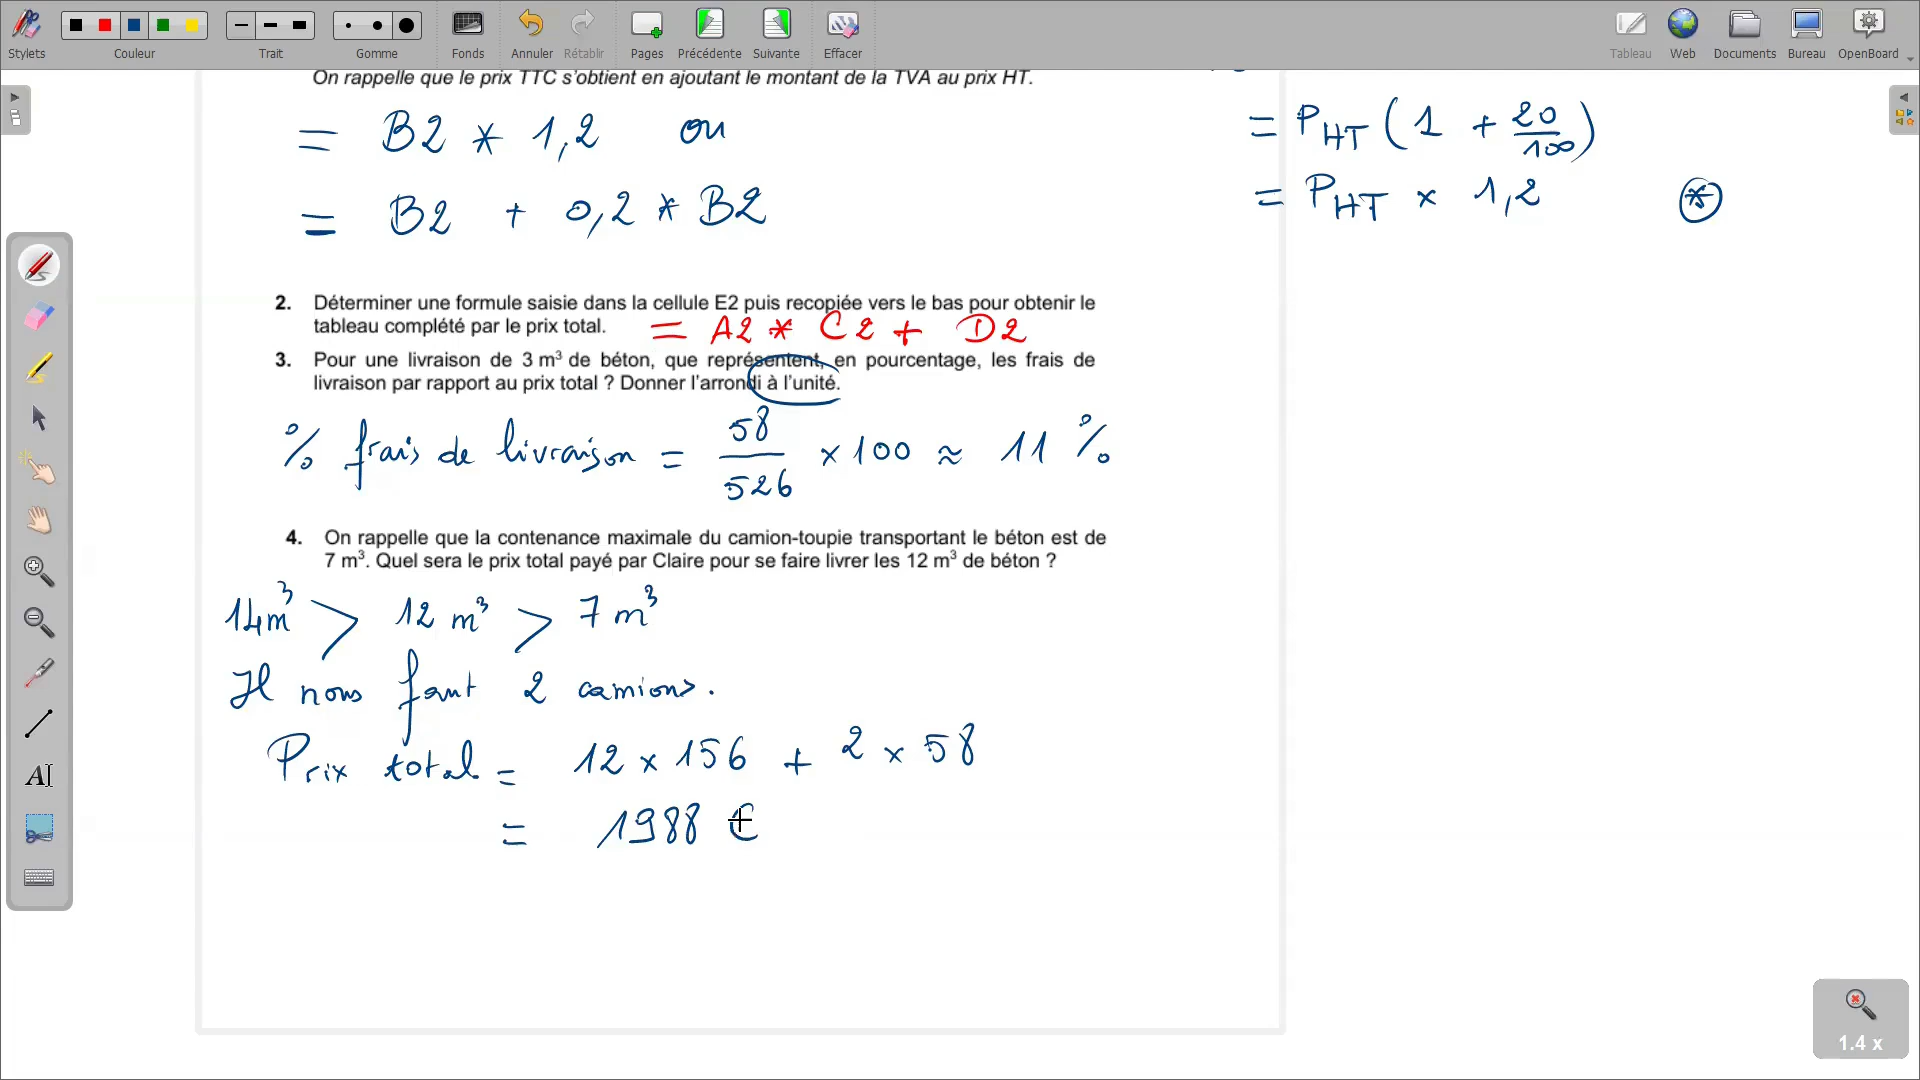 Stylets
Couleur
Trait
Gomme
Fonds
Annuler
Rétablir
Pages
Précédente
Suivante
Effacer
Tableau
Web
Documents
Bureau
OpenBoard
On rappelle que le prix TTC s'obtient en ajoutant le montant de la TVA au prix HT.
= B2 * 1,2 ou
= B2 + 0,2 * B2
= PHT (1 + 20/100)
= PHT × 1,2 *
2. Déterminer une formule saisie dans la cellule E2 puis recopiée vers le bas pour obtenir le
tableau complété par le prix total. = A2 * C2 + D2
3. Pour une livraison de 3 m³ de béton, que représentent, en pourcentage, les frais de
livraison par rapport au prix total ? Donner l'arrondi à l'unité.
% frais de livraison = 58/526 × 100 ≈ 11 %
4. On rappelle que la contenance maximale du camion-toupie transportant le béton est de
7 m³. Quel sera le prix total payé par Claire pour se faire livrer les 12 m³ de béton ?
14m³ > 12 m³ > 7 m³
Il nous faut 2 camions.
Prix total = 12 × 156 + 2 × 58
= 1988 €
AI
1.4 x